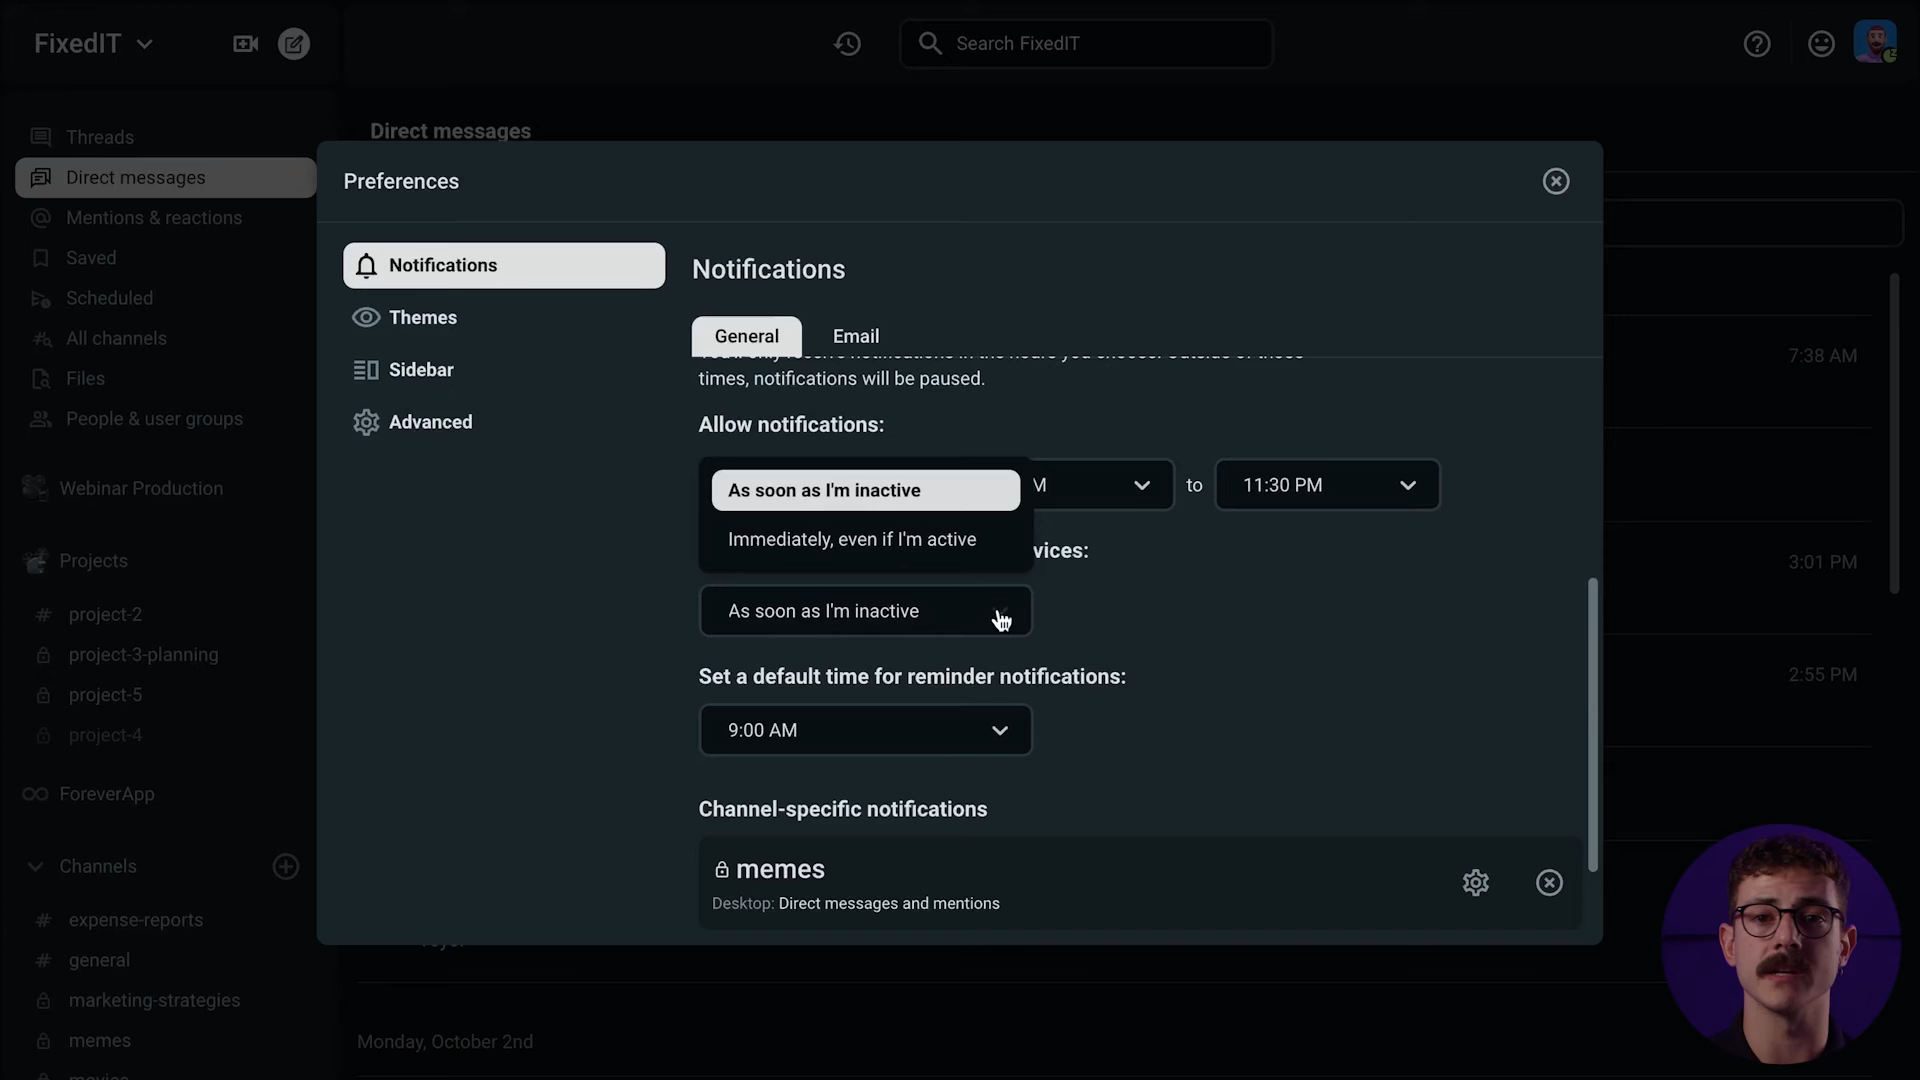 FixedIT
Search FixedIT
Threads
Direct messages
Mentions & reactions
Saved
Scheduled
All channels
Files
People & user groups
Webinar Production
Projects
project-2
project-3-planning
project-5
project-4
ForeverApp
Channels
expense-reports
general
marketing-strategies
memes
Direct messages
7:38 AM
3:01 PM
2:55 PM
Monday, October 2nd
Preferences
Notifications
Themes
Sidebar
Advanced
Notifications
General
Email
times, notifications will be paused.
Allow notifications:
As soon as I'm inactive
Immediately, even if I'm active
M
to
11:30 PM
vices:
As soon as I'm inactive
Set a default time for reminder notifications:
9:00 AM
Channel-specific notifications
memes
Desktop: Direct messages and mentions